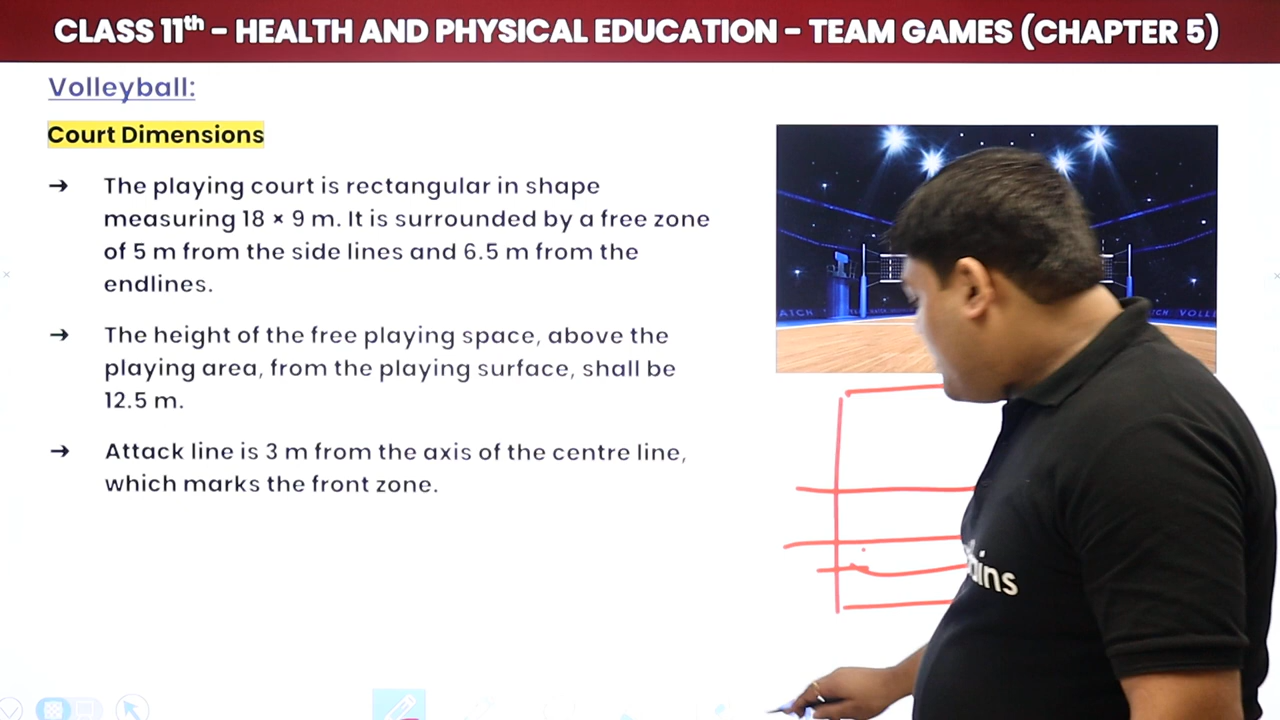 CLASS 11th – HEALTH AND PHYSICAL EDUCATION – TEAM GAMES (CHAPTER 5)
Volleyball:
Court Dimensions
→ The playing court is rectangular in shape
measuring 18 × 9 m. It is surrounded by a free zone
of 5 m from the side lines and 6.5 m from the
endlines.
→ The height of the free playing space, above the
playing area, from the playing surface, shall be
12.5 m.
→ Attack line is 3 m from the axis of the centre line,
which marks the front zone.